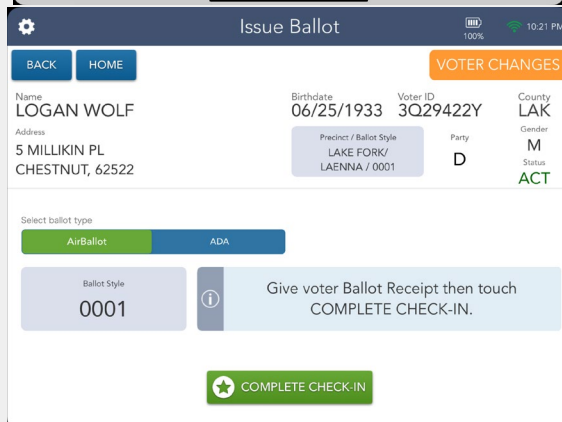 Issue Ballot
100%
10:21 PM
BACK
HOME
VOTER CHANGES
Name
LOGAN WOLF
Birthdate
06/25/1933
Voter ID
3Q29422Y
County
LAK
Address
5 MILLIKIN PL
CHESTNUT, 62522
Precinct / Ballot Style
LAKE FORK/
LAENNA / 0001
Party
D
Gender
M
Status
ACT
Select ballot type
AirBallot
ADA
Ballot Style
0001
Give voter Ballot Receipt then touch
COMPLETE CHECK-IN.
COMPLETE CHECK-IN